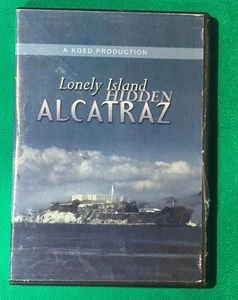 A KQED PRODUCTION
Lonely Island
HIDDEN
ALCATRAZ